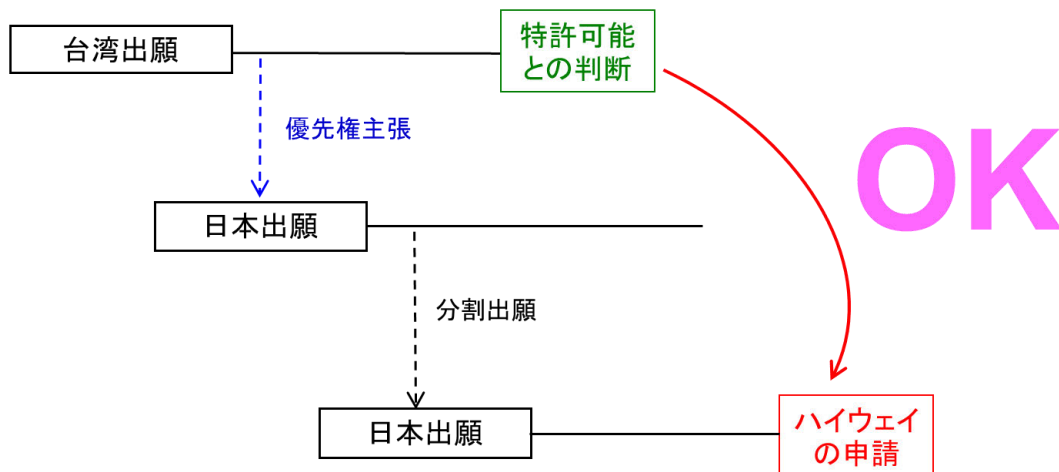 台湾出願
特許可能
との判断
優先権主張
OK
日本出願
分割出願
日本出願
ハイウェイ
の申請